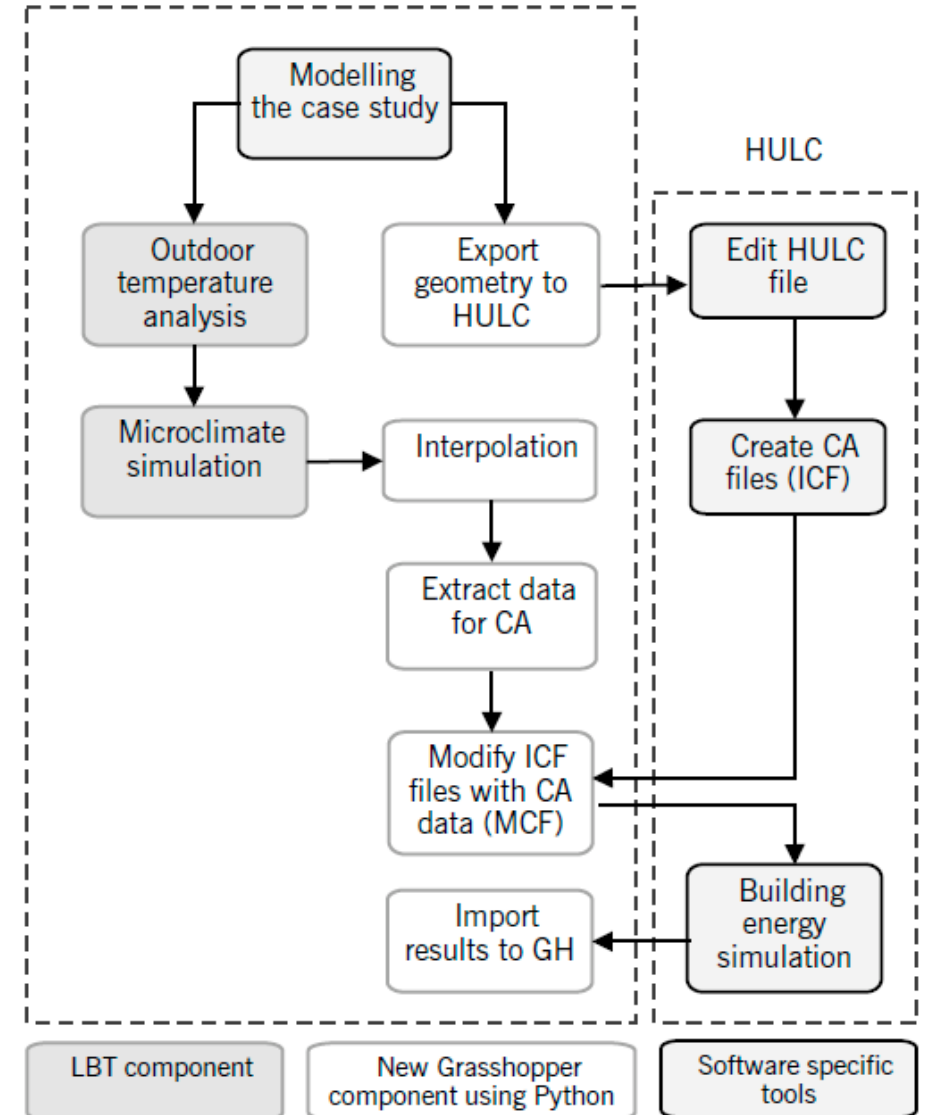 Modelling
the case study
HULC
Outdoor
temperature
analysis
Export
geometry to
HULC
Edit HULC
file
Microclimate
simulation
Interpolation
Create CA
files (ICF)
Extract data
for CA
Modify ICF
files with CA
data (MCF)
Building
energy
simulation
Import
results to GH
LBT component
New Grasshopper
component using Python
Software specific
tools